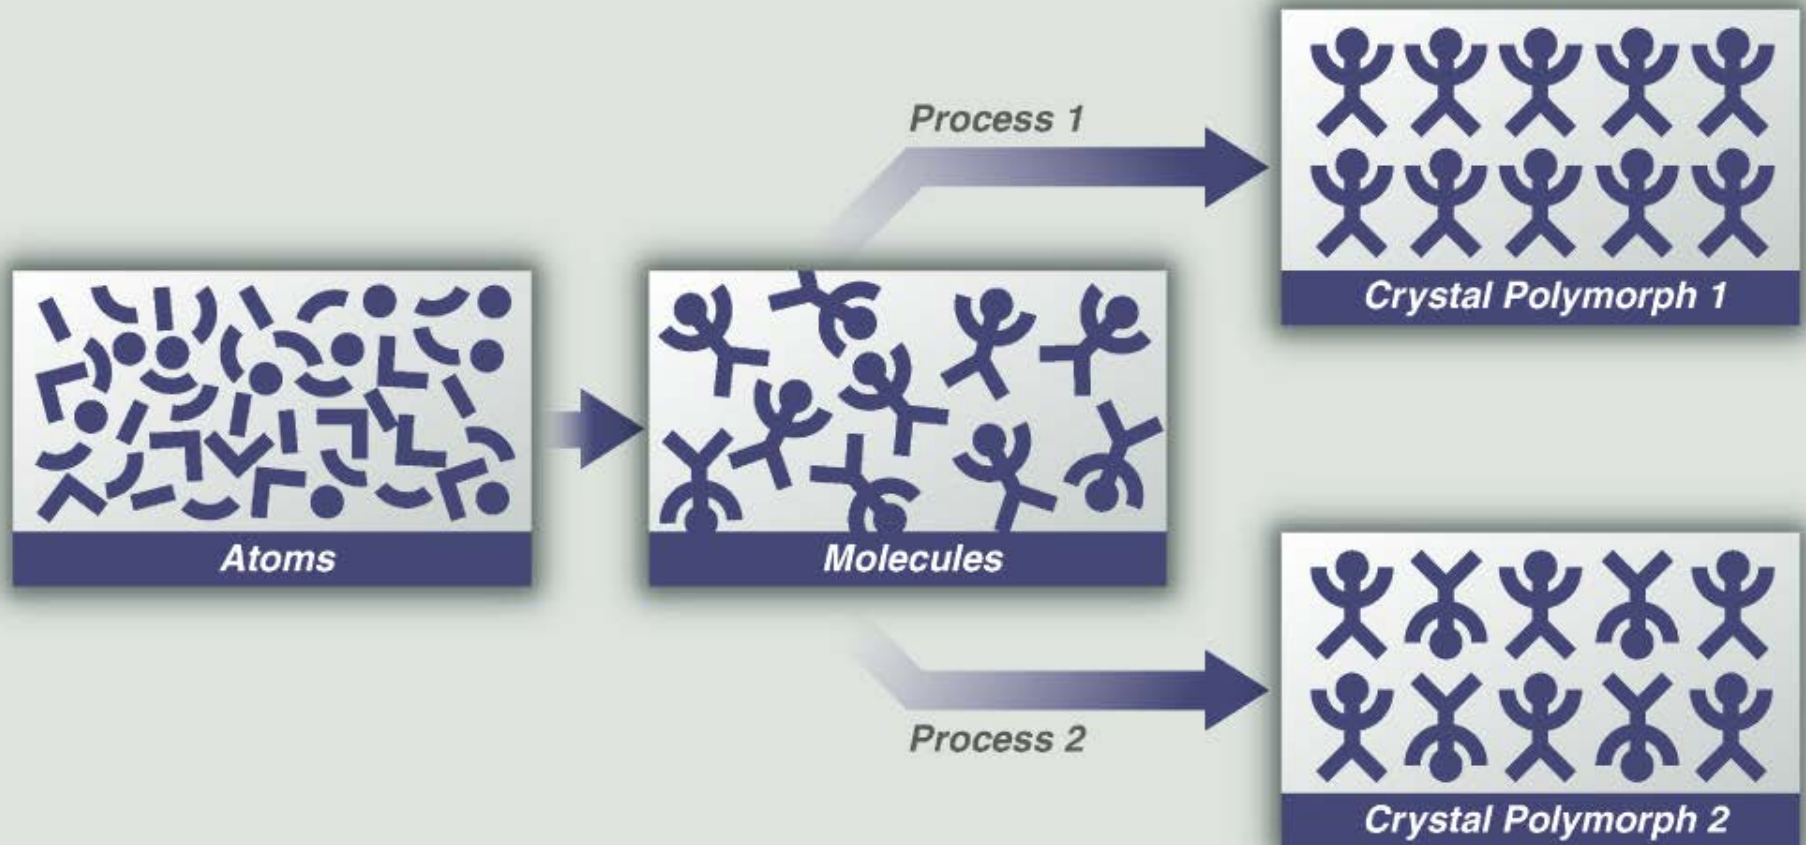 Process 1
Crystal Polymorph 1
Atoms
Molecules
Process 2
Crystal Polymorph 2